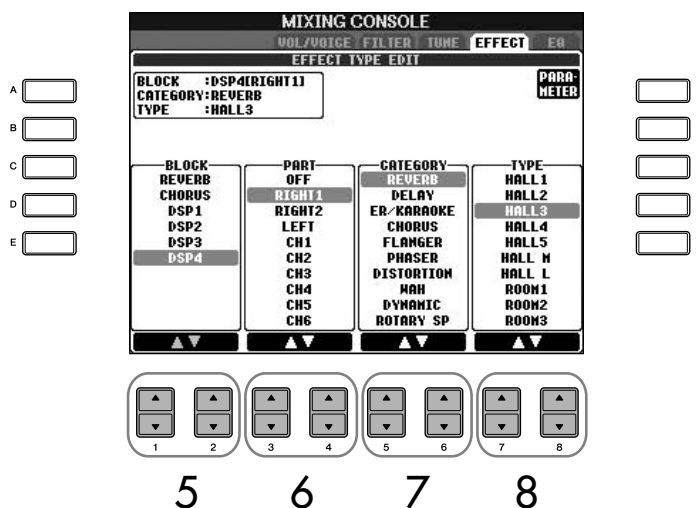 MIXING CONSOLE
VOL/VOICE FILTER TUNE EFFECT EQ
EFFECT TYPE EDIT
BLOCK :DSP4[RIGHT1]
CATEGORY:REVERB
TYPE :HALL3
PARA-
METER
A
B
C
D
E
BLOCK
REVERB
CHORUS
DSP1
DSP2
DSP3
DSP4
PART
OFF
RIGHT1
RIGHT2
LEFT
CH1
CH2
CH3
CH4
CH5
CH6
CATEGORY
REVERB
DELAY
ER/KARAOKE
CHORUS
FLANGER
PHASER
DISTORTION
WAH
DYNAMIC
ROTARY SP
TYPE
HALL1
HALL2
HALL3
HALL4
HALL5
HALL M
HALL L
ROOM1
ROOM2
ROOM3
1 2 3 4 5 6 7 8
5 6 7 8